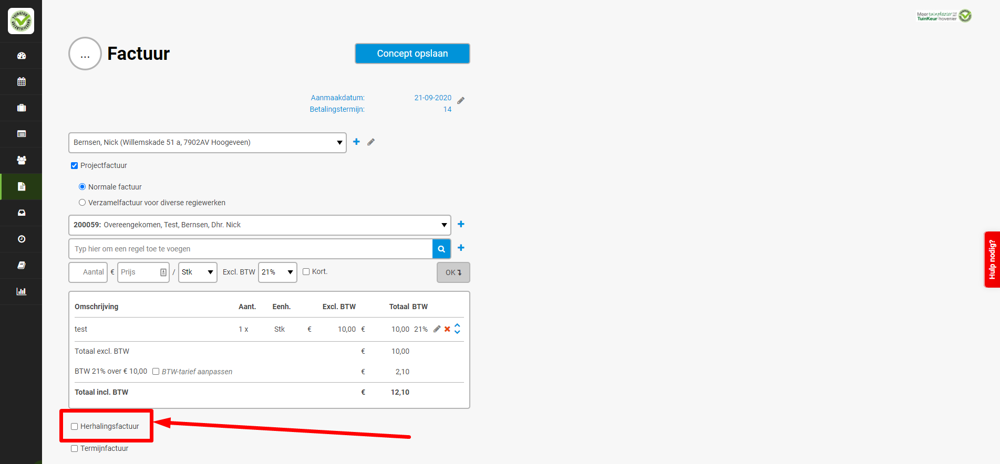 TUINKEUR
GECERTIFICEERD
Meer tuinplezier
TuinKeur-hovenier
... Factuur
Concept opslaan
Aanmaakdatum: 21-09-2020
Betalingstermijn: 14
Bernsen, Nick (Willemskade 51 a, 7902AV Hoogeveen)
Projectfactuur
Normale factuur
Verzamelfactuur voor diverse regiewerken
200059: Overeengekomen, Test, Bernsen, Dhr. Nick
Typ hier om een regel toe te voegen
Aantal € Prijs / Stk Excl. BTW 21% Kort. OK
Hulp nodig?
Omschrijving Aant. Eenh. Excl. BTW Totaal BTW
test 1 x Stk € 10,00 € 10,00 21%
Totaal excl. BTW € 10,00
BTW 21% over € 10,00 BTW-tarief aanpassen € 2,10
Totaal incl. BTW € 12,10
Herhalingsfactuur
Termijnfactuur